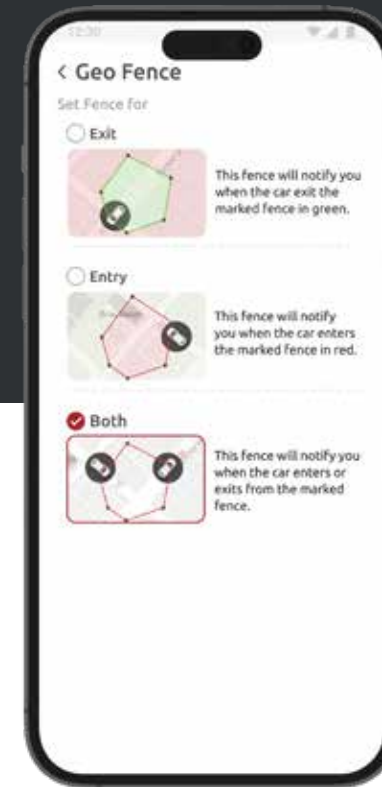 12:30
< Geo Fence
Set Fence for
Exit
This fence will notify you
when the car exit the
marked fence in green.
Entry
This fence will notify
you when the car enters
the marked fence in red.
Both
This fence will notify you
when the car enters or
exits from the marked
fence.